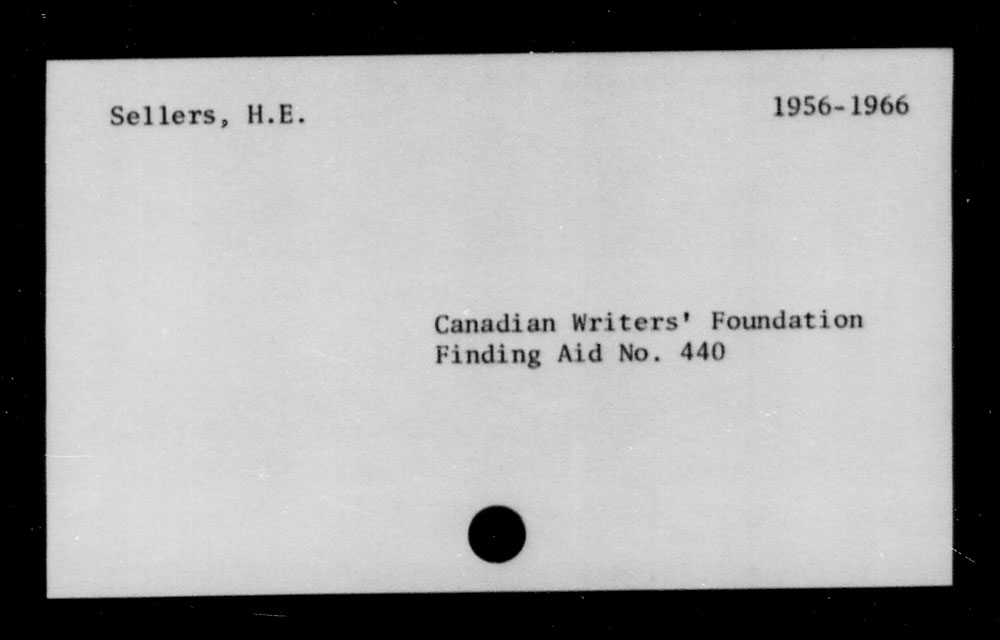 Sellers, H.E. 1956-1966
Canadian Writers' Foundation
Finding Aid No. 440